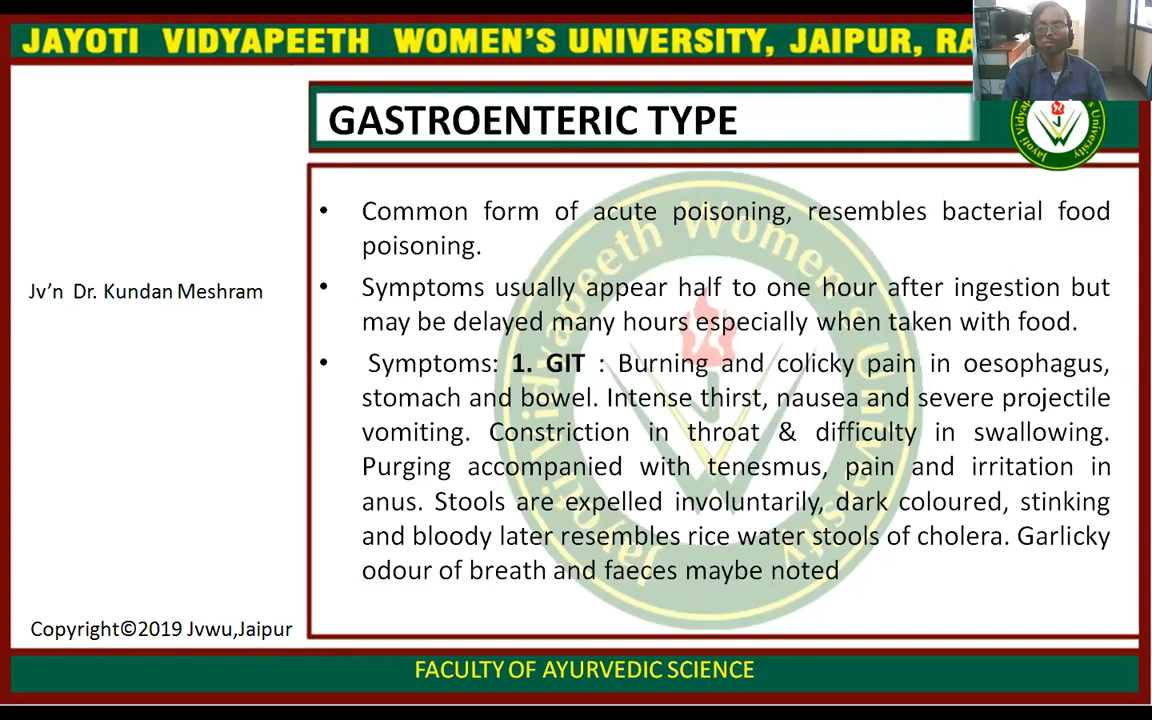 JAYOTI VIDYAPEETH WOMEN'S UNIVERSITY, JAIPUR, RA
GASTROENTERIC TYPE
• Common form of acute poisoning, resembles bacterial food
poisoning.
• Symptoms usually appear half to one hour after ingestion but
may be delayed many hours especially when taken with food.
• Symptoms: 1. GIT : Burning and colicky pain in oesophagus,
stomach and bowel. Intense thirst, nausea and severe projectile
vomiting. Constriction in throat & difficulty in swallowing.
Purging accompanied with tenesmus, pain and irritation in
anus. Stools are expelled involuntarily, dark coloured, stinking
and bloody later resembles rice water stools of cholera. Garlicky
odour of breath and faeces maybe noted
Jv'n Dr. Kundan Meshram
Copyright©2019 Jvwu,Jaipur
FACULTY OF AYURVEDIC SCIENCE
Jayoti Vidyapeeth Women University